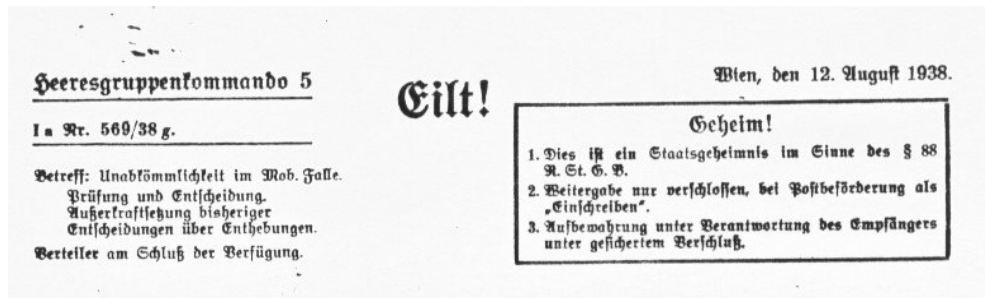 Heeresgruppenkommando 5
I a Nr. 569/38 g.
Betreff: Unabkömmlichkeit im Mob. Falle.
Prüfung und Entscheidung.
Außerkraftsetzung bisheriger
Entscheidungen über Enthebungen.
Verteiler am Schluß der Verfügung.
Eilt!
Wien, den 12. August 1938.
Geheim!
1. Dies ist ein Staatsgeheimnis im Sinne des § 88
R. St. G. B.
2. Weitergabe nur verschlossen, bei Postbeförderung als
„Einschreiben".
3. Aufbewahrung unter Verantwortung des Empfängers
unter gesichertem Verschluß.